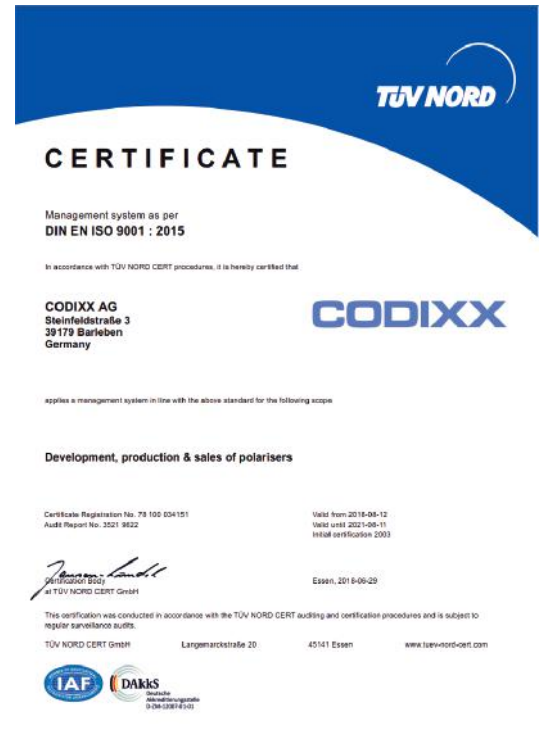 TÜV NORD
CERTIFICATE
Management system as per
DIN EN ISO 9001 : 2015
In accordance with TÜV NORD CERT procedures, it is hereby certified that
CODIXX AG
Steinfeldstraße 3
39179 Barleben
Germany
CODIXX
applies a management system in line with the above standard for the following scope
Development, production & sales of polarisers
Certificate Registration No. 78 100 034151
Audit Report No. 3521 9822
Valid from 2018-06-12
Valid until 2021-06-11
Initial certification 2003
Certification Body
at TÜV NORD CERT GmbH
Essen, 2018-06-29
This certification was conducted in accordance with the TÜV NORD CERT auditing and certification procedures and is subject to
regular surveillance audits.
TÜV NORD CERT GmbH Langemarckstraße 20 45141 Essen www.tuev-nord-cert.com
IAF
DAkkS
Deutsche
Akkreditierungsstelle
D-ZM-12007-01-01